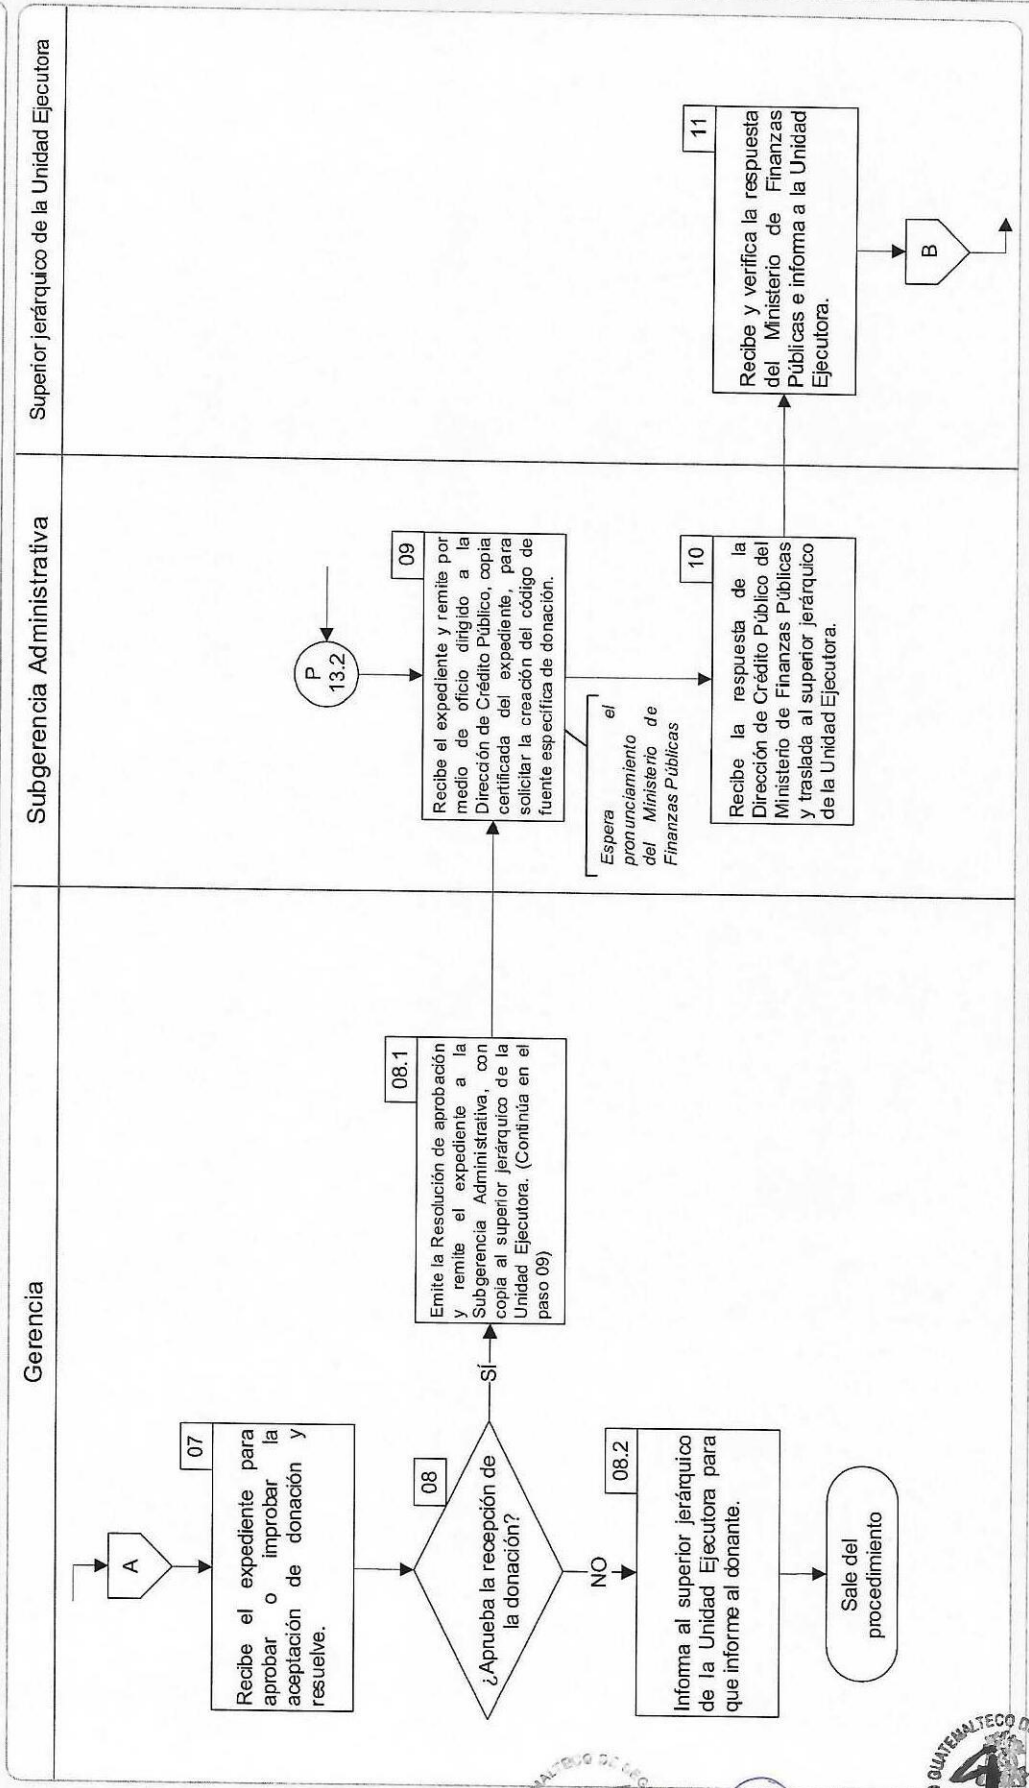 Gerencia
Subgerencia Administrativa
Superior jerárquico de la Unidad Ejecutora
A
07
Recibe el expediente para
aprobar o improbar la
aceptación de donación y
resuelve.
08
¿Aprueba la recepción de
la donación?
SÍ
NO
08.1
Emite la Resolución de aprobación
y remite el expediente a la
Subgerencia Administrativa, con
copia al superior jerárquico de la
Unidad Ejecutora. (Continúa en el
paso 09)
08.2
Informa al superior jerárquico
de la Unidad Ejecutora para
que informe al donante.
Sale del
procedimiento
P
13.2
09
Recibe el expediente y remite por
medio de oficio dirigido a la
Dirección de Crédito Público, copia
certificada del expediente, para
solicitar la creación del código de
fuente específica de donación.
Espera el
pronunciamiento
del Ministerio de
Finanzas Públicas
10
Recibe la respuesta de la
Dirección de Crédito Público del
Ministerio de Finanzas Públicas
y traslada al superior jerárquico
de la Unidad Ejecutora.
11
Recibe y verifica la respuesta
del Ministerio de Finanzas
Públicas e informa a la Unidad
Ejecutora.
B
GUATEMALTECO